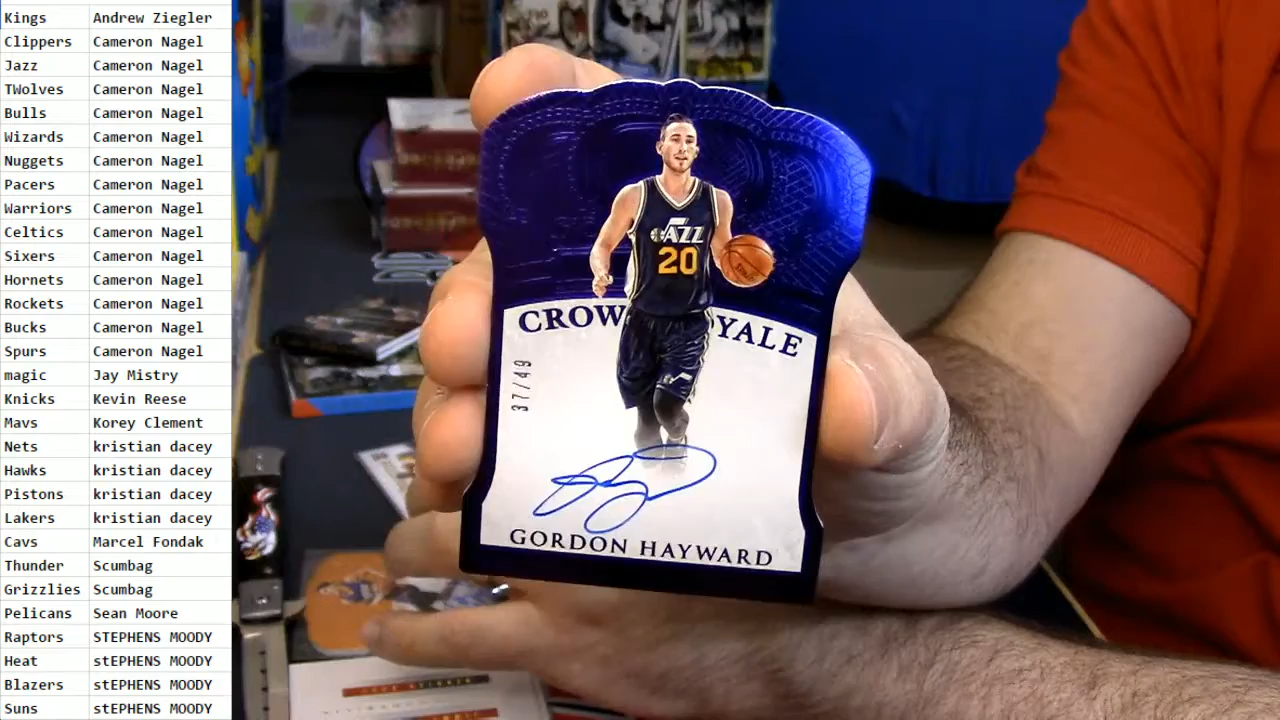 Kings Andrew Ziegler
Clippers Cameron Nagel
Jazz Cameron Nagel
TWolves Cameron Nagel
Bulls Cameron Nagel
Wizards Cameron Nagel
Nuggets Cameron Nagel
Pacers Cameron Nagel
Warriors Cameron Nagel
Celtics Cameron Nagel
Sixers Cameron Nagel
Hornets Cameron Nagel
Rockets Cameron Nagel
Bucks Cameron Nagel
Spurs Cameron Nagel
magic Jay Mistry
Knicks Kevin Reese
Mavs Korey Clement
Nets kristian dacey
Hawks kristian dacey
Pistons kristian dacey
Lakers kristian dacey
Cavs Marcel Fondak
Thunder Scumbag
Grizzlies Scumbag
Pelicans Sean Moore
Raptors STEPHENS MOODY
Heat stEPHENS MOODY
Blazers stEPHENS MOODY
Suns stEPHENS MOODY
JAZZ
20
CROW YALE
37/49
GORDON HAYWARD